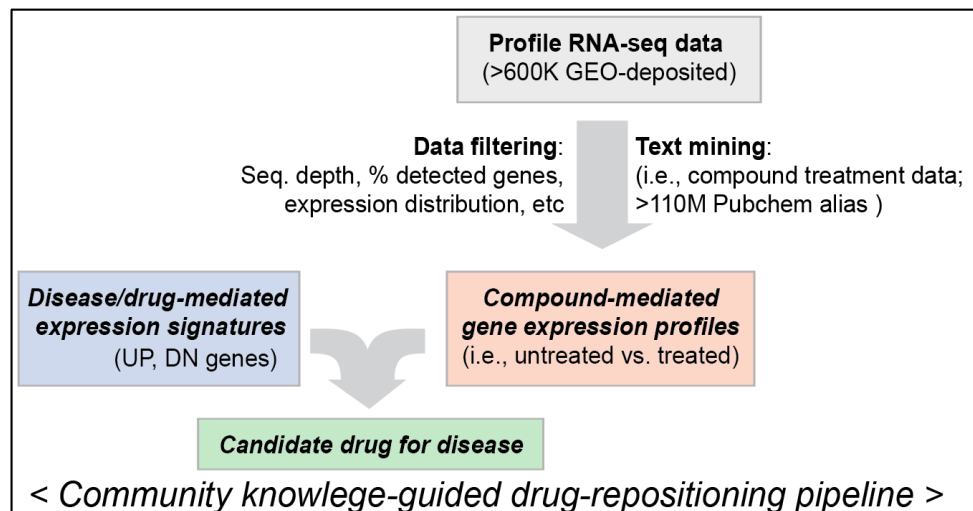 Profile RNA-seq data
(>600K GEO-deposited)
Data filtering:
Seq. depth, % detected genes,
expression distribution, etc
Text mining:
(i.e., compound treatment data;
>110M Pubchem alias )
Disease/drug-mediated
expression signatures
(UP, DN genes)
Compound-mediated
gene expression profiles
(i.e., untreated vs. treated)
Candidate drug for disease
< Community knowlege-guided drug-repositioning pipeline >